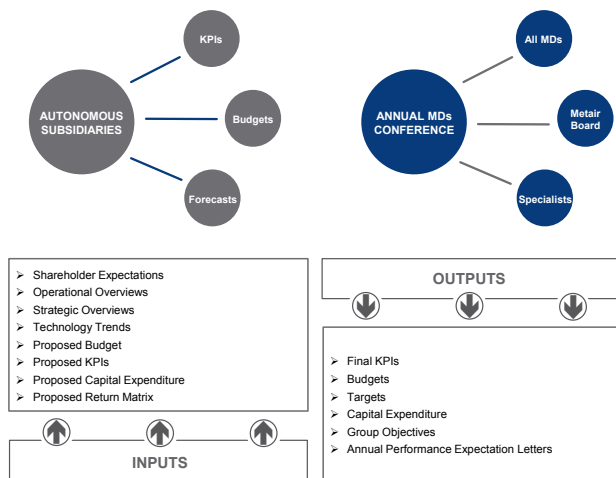 AUTONOMOUS
SUBSIDIARIES
KPIs
Budgets
Forecasts
ANNUAL MDs
CONFERENCE
All MDs
Metair
Board
Specialists
➢ Shareholder Expectations
➢ Operational Overviews
➢ Strategic Overviews
➢ Technology Trends
➢ Proposed Budget
➢ Proposed KPIs
➢ Proposed Capital Expenditure
➢ Proposed Return Matrix
INPUTS
OUTPUTS
➢ Final KPIs
➢ Budgets
➢ Targets
➢ Capital Expenditure
➢ Group Objectives
➢ Annual Performance Expectation Letters